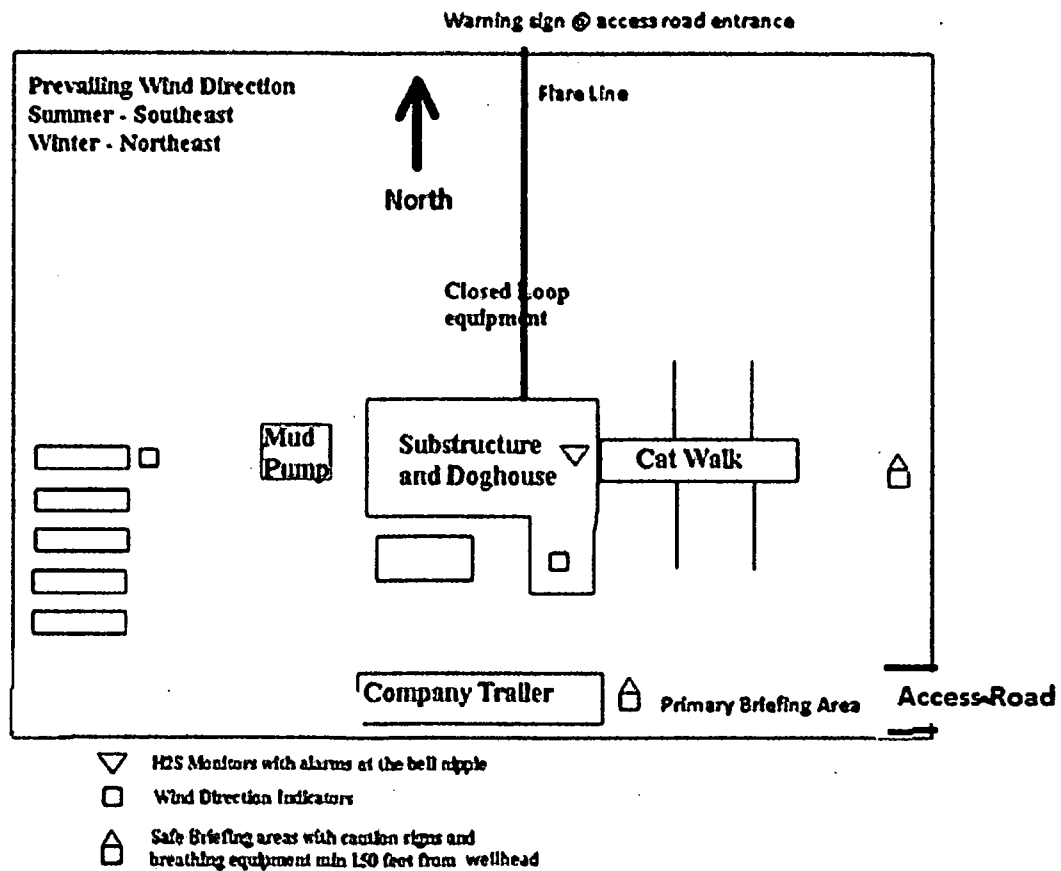 Warning sign @ access road entrance
Prevailing Wind Direction
Summer - Southeast
Winter - Northeast
Flare Line
North
Closed Loop
equipment
Mud
Pump
Substructure
and Doghouse
Cat Walk
Company Trailer
Primary Briefing Area
Access Road
H2S Monitors with alarms at the bell nipple
Wind Direction Indicators
Safe Briefing areas with caution signs and
breathing equipment min 150 feet from wellhead